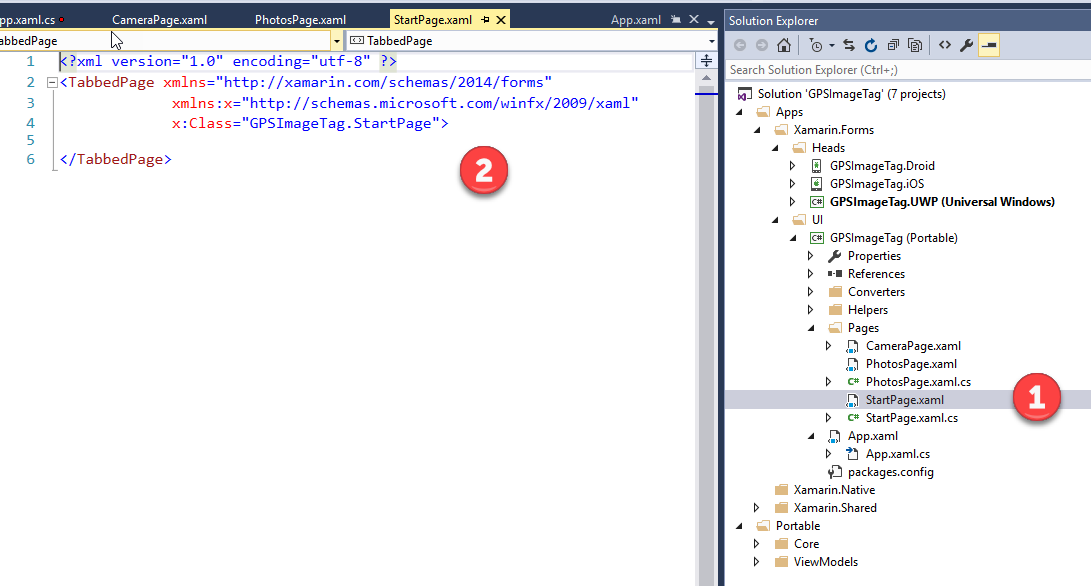 pp.xaml.cs CameraPage.xaml PhotosPage.xaml StartPage.xaml App.xaml
abbedPage TabbedPage
1 <?xml version="1.0" encoding="utf-8" ?>
2 <TabbedPage xmlns="http://xamarin.com/schemas/2014/forms"
3 xmlns:x="http://schemas.microsoft.com/winfx/2009/xaml"
4 x:Class="GPSImageTag.StartPage">
5
6 </TabbedPage>
2
Solution Explorer
Search Solution Explorer (Ctrl+;)
Solution 'GPSImageTag' (7 projects)
Apps
Xamarin.Forms
Heads
GPSImageTag.Droid
GPSImageTag.iOS
C# GPSImageTag.UWP (Universal Windows)
UI
C# GPSImageTag (Portable)
Properties
References
Converters
Helpers
Pages
CameraPage.xaml
PhotosPage.xaml
C# PhotosPage.xaml.cs
StartPage.xaml
1
C# StartPage.xaml.cs
App.xaml
App.xaml.cs
packages.config
Xamarin.Native
Xamarin.Shared
Portable
Core
ViewModels